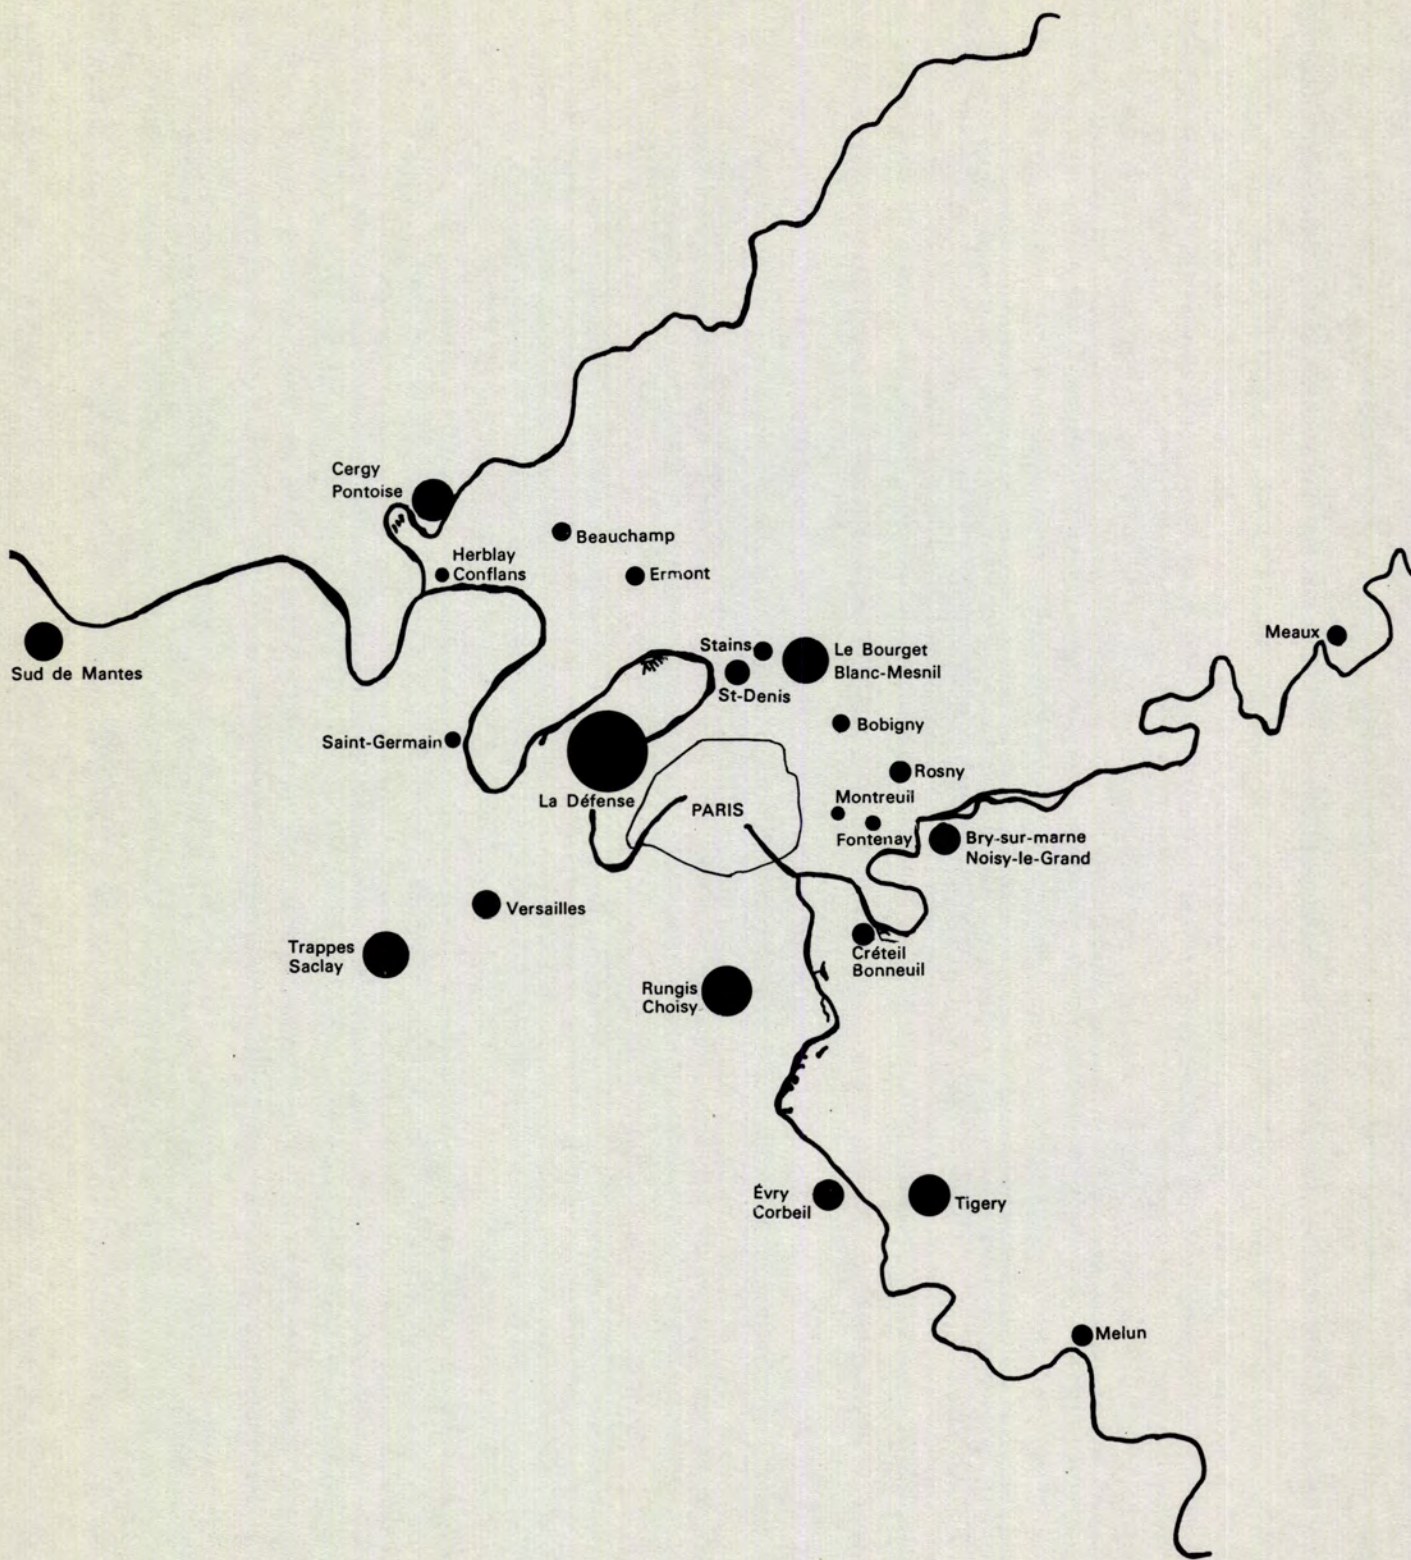 Cergy
Pontoise
Beauchamp
Herblay
Conflans
Ermont
Meaux
Stains
Le Bourget
Blanc-Mesnil
Sud de Mantes
St-Denis
Bobigny
Saint-Germain
Rosny
La Défense
Montreuil
PARIS
Fontenay
Bry-sur-marne
Noisy-le-Grand
Versailles
Trappes
Saclay
Créteil
Bonneuil
Rungis
Choisy
Évry
Corbeil
Tigery
Melun